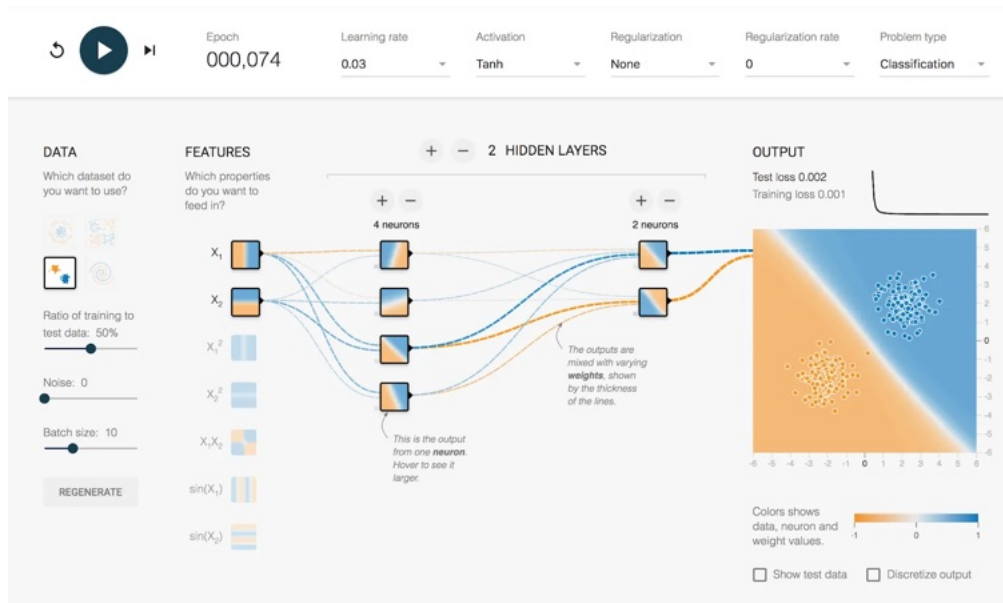 Epoch
000,074
Learning rate
0.03
Activation
Tanh
Regularization
None
Regularization rate
0
Problem type
Classification
DATA
Which dataset do
you want to use?
Ratio of training to
test data: 50%
Noise: 0
Batch size: 10
REGENERATE
FEATURES
Which properties
do you want to
feed in?
X₁
X₂
X₁²
X₂²
X₁X₂
sin(X₁)
sin(X₂)
+ − 2 HIDDEN LAYERS
+ −
4 neurons
+ −
2 neurons
This is the output
from one neuron.
Hover to see it
larger.
The outputs are
mixed with varying
weights, shown
by the thickness
of the lines.
OUTPUT
Test loss 0.002
Training loss 0.001
6
5
4
3
2
1
0
-1
-2
-3
-4
-5
-6
-6 -5 -4 -3 -2 -1 0 1 2 3 4 5 6
Colors shows
data, neuron and
weight values.
-1 0 1
Show test data
Discretize output